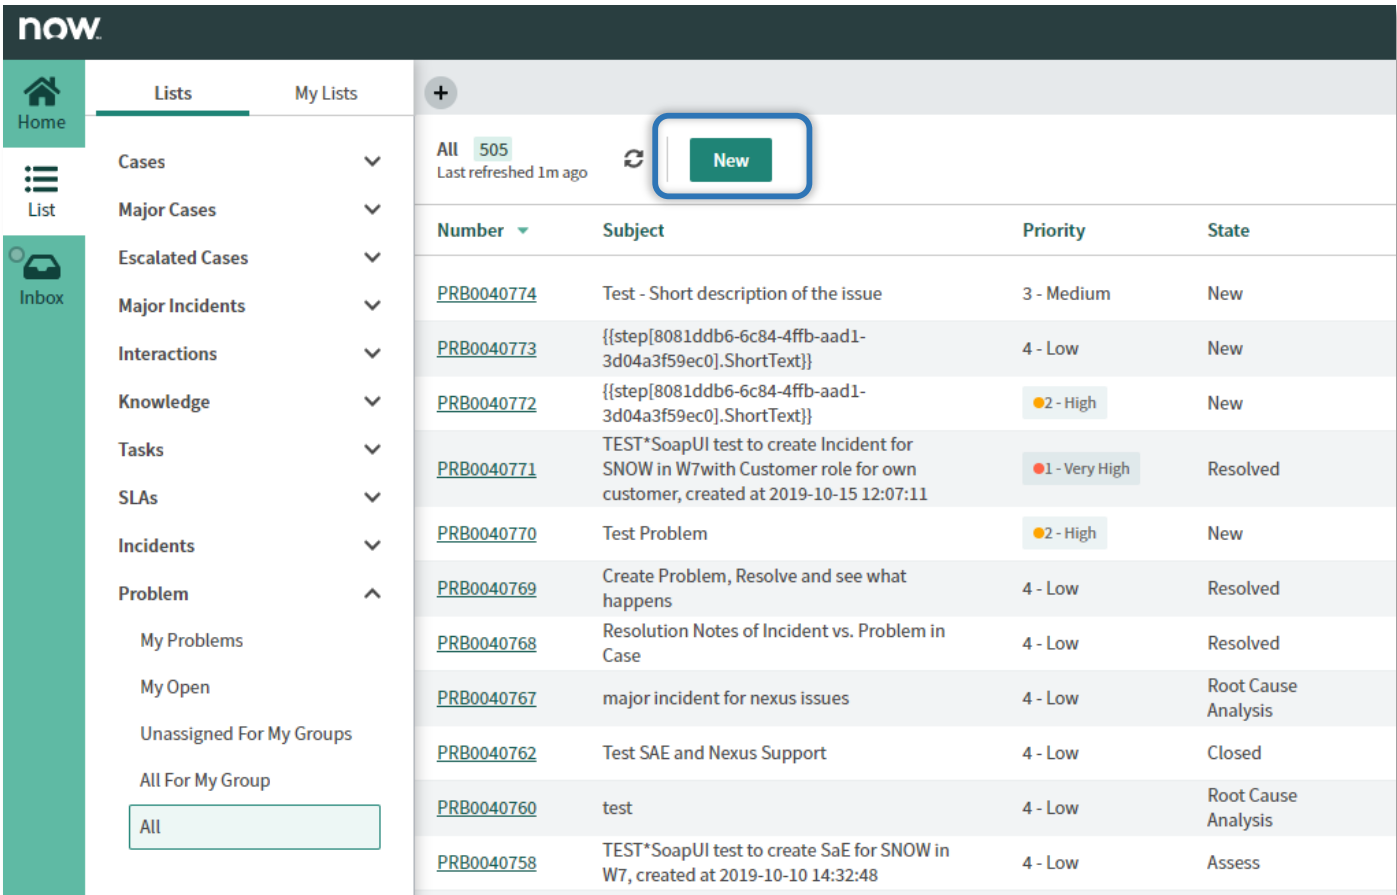 now.
Home
List
Inbox
Lists
My Lists
Cases
Major Cases
Escalated Cases
Major Incidents
Interactions
Knowledge
Tasks
SLAs
Incidents
Problem
My Problems
My Open
Unassigned For My Groups
All For My Group
All
+
All 505
Last refreshed 1m ago
New
Number Subject Priority State
PRB0040774 Test - Short description of the issue 3 - Medium New
{{step[8081ddb6-6c84-4ffb-aad1-
PRB0040773 4 - Low New
3d04a3f59ec0].ShortText}}
{{step[8081ddb6-6c84-4ffb-aad1-
PRB0040772 2 - High New
3d04a3f59ec0].ShortText}}
TEST*SoapUI test to create Incident for
PRB0040771 SNOW in W7with Customer role for own 1 - Very High Resolved
customer, created at 2019-10-15 12:07:11
PRB0040770 Test Problem 2 - High New
Create Problem, Resolve and see what
PRB0040769 4 - Low Resolved
happens
Resolution Notes of Incident vs. Problem in
PRB0040768 4 - Low Resolved
Case
Root Cause
PRB0040767 major incident for nexus issues 4 - Low
Analysis
PRB0040762 Test SAE and Nexus Support 4 - Low Closed
Root Cause
PRB0040760 test 4 - Low
Analysis
TEST*SoapUI test to create SaE for SNOW in
PRB0040758 4 - Low Assess
W7, created at 2019-10-10 14:32:48